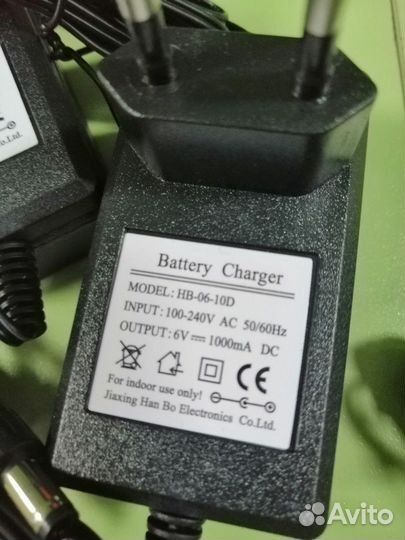 Battery Charger
MODEL: HB-06-10D
INPUT: 100-240V AC 50/60Hz
OUTPUT: 6V⎓1000mA DC
CE
For indoor use only!
Jiaxing Han Bo Electronics Co.Ltd.
Co.Ltd.
Avito